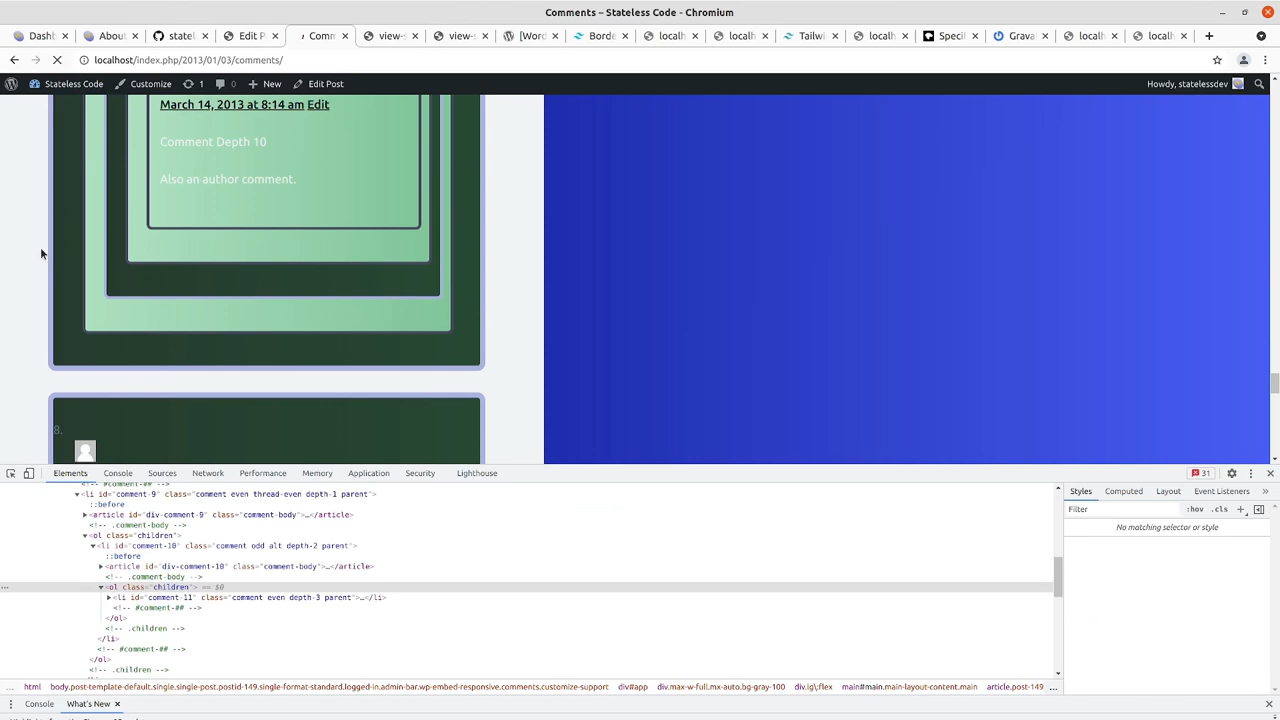 Comments – Stateless Code - Chromium
Dashb About statel Edit P Comm view-s view-s [Word Borde localh localh Tailwi localh Specifi Grava localh localh
localhost/index.php/2013/01/03/comments/
Stateless Code Customize 1 0 New Edit Post Howdy, statelessdev
March 14, 2013 at 8:14 am Edit
Comment Depth 10
Also an author comment.
8.
Elements Console Sources Network Performance Memory Application Security Lighthouse 31
<!-- #comment-## -->
<li id="comment-9" class="comment even thread-even depth-1 parent">
::before
<article id="div-comment-9" class="comment-body">…</article>
<!-- .comment-body -->
<ol class="children">
<li id="comment-10" class="comment odd alt depth-2 parent">
::before
<article id="div-comment-10" class="comment-body">…</article>
<!-- .comment-body -->
<ol class="children"> == $0
<li id="comment-11" class="comment even depth-3 parent">…</li>
<!-- #comment-## -->
</ol>
<!-- .children -->
</li>
<!-- #comment-## -->
</ol>
<!-- .children -->
Styles Computed Layout Event Listeners »
Filter :hov .cls +
No matching selector or style
… html body.post-template-default.single.single-post.postid-149.single-format-standard.logged-in.admin-bar.wp-embed-responsive.comments.customize-support div#app div.max-w-full.mx-auto.bg-gray-100 div.lg\:flex main#main.main-layout-content.main article.post-149 …
Console What's New